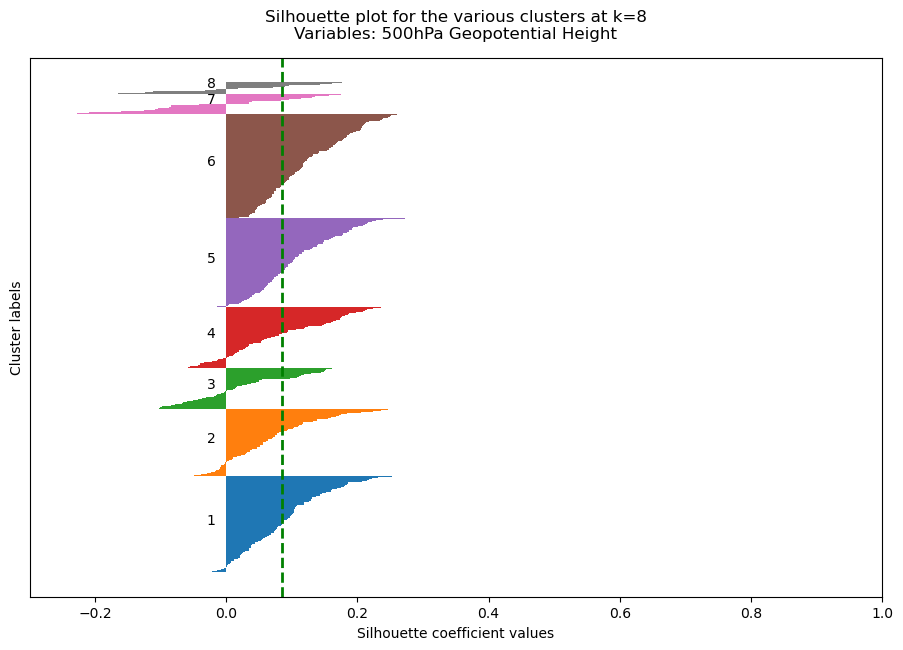 Silhouette plot for the various clusters at k=8
Variables: 500hPa Geopotential Height
8
7
6
5
4
3
2
1
Cluster labels
−0.2 0.0 0.2 0.4 0.6 0.8 1.0
Silhouette coefficient values